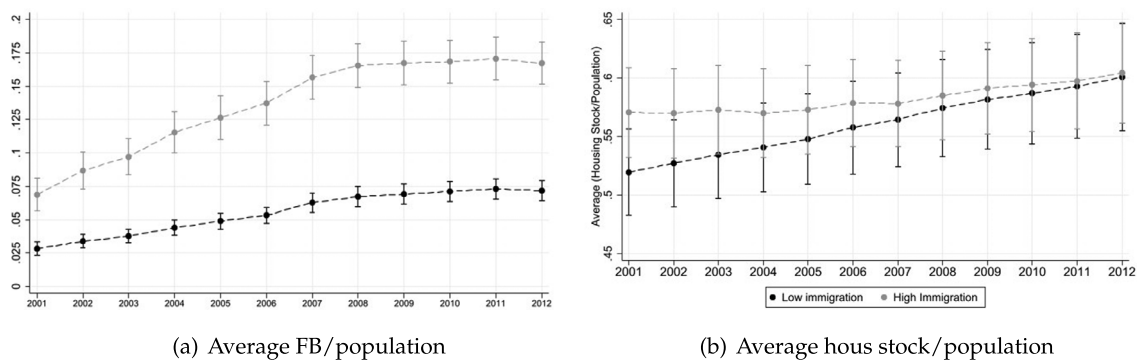 .2
.175
.15
.125
.1
.075
.05
.025
0
2001 2002 2003 2004 2005 2006 2007 2008 2009 2010 2011 2012
(a) Average FB/population
Average (Housing Stock/Population)
.65
.6
.55
.5
.45
2001 2002 2003 2004 2005 2006 2007 2008 2009 2010 2011 2012
Low immigration High Immigration
(b) Average hous stock/population